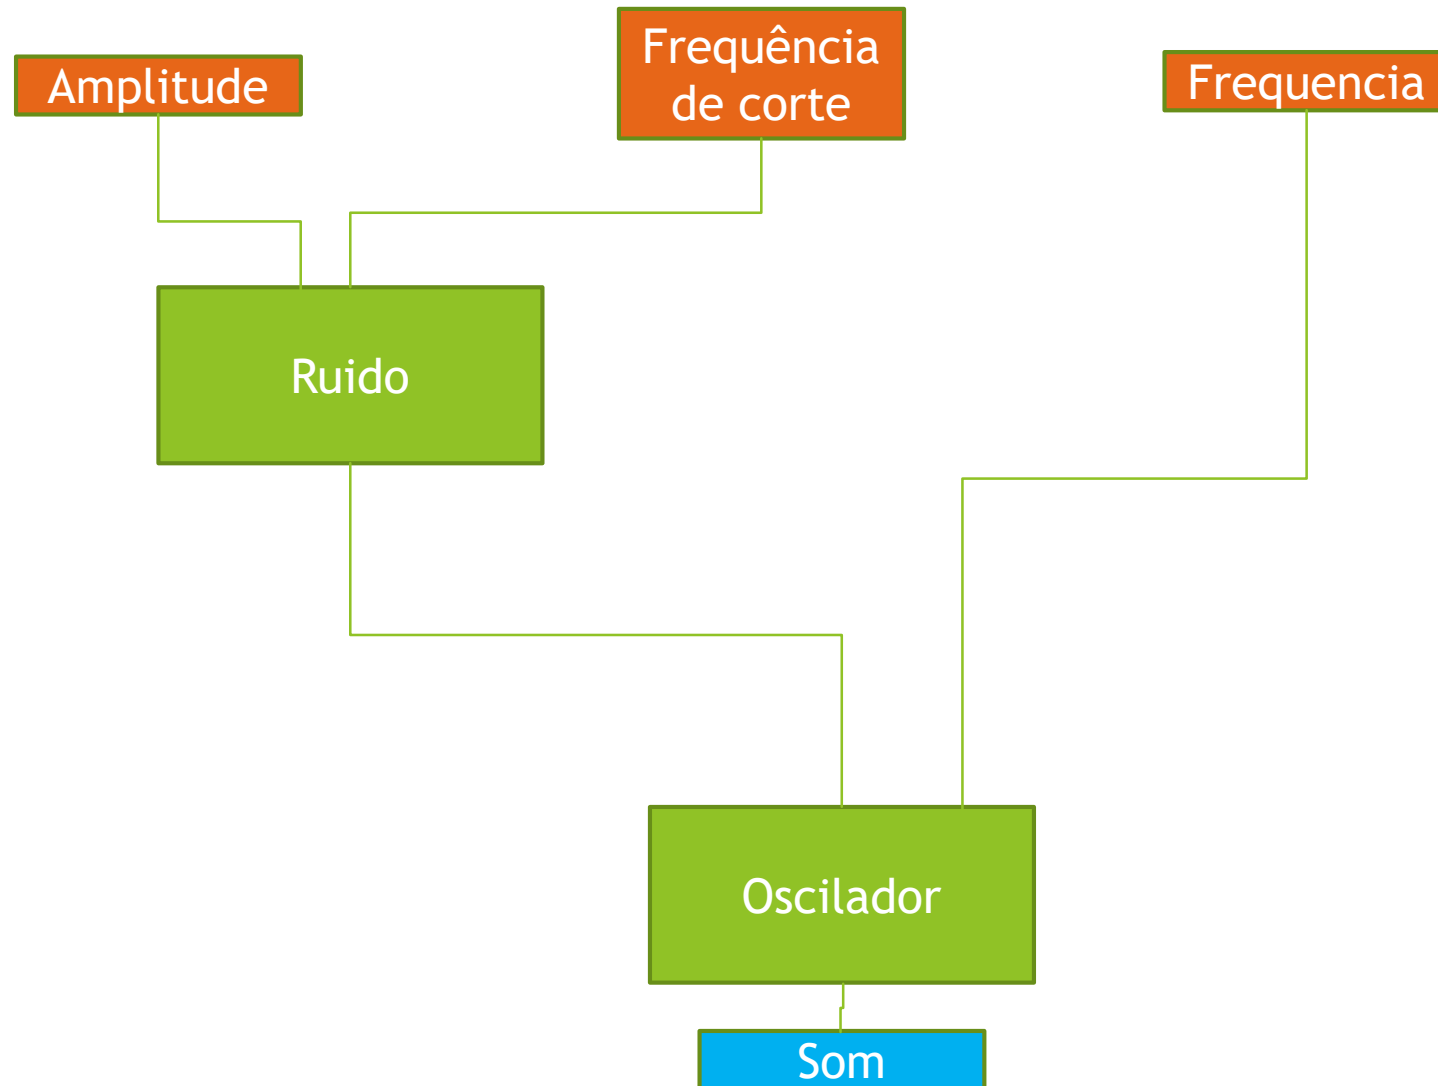 Amplitude
Frequência
de corte
Frequencia
Ruido
Oscilador
Som